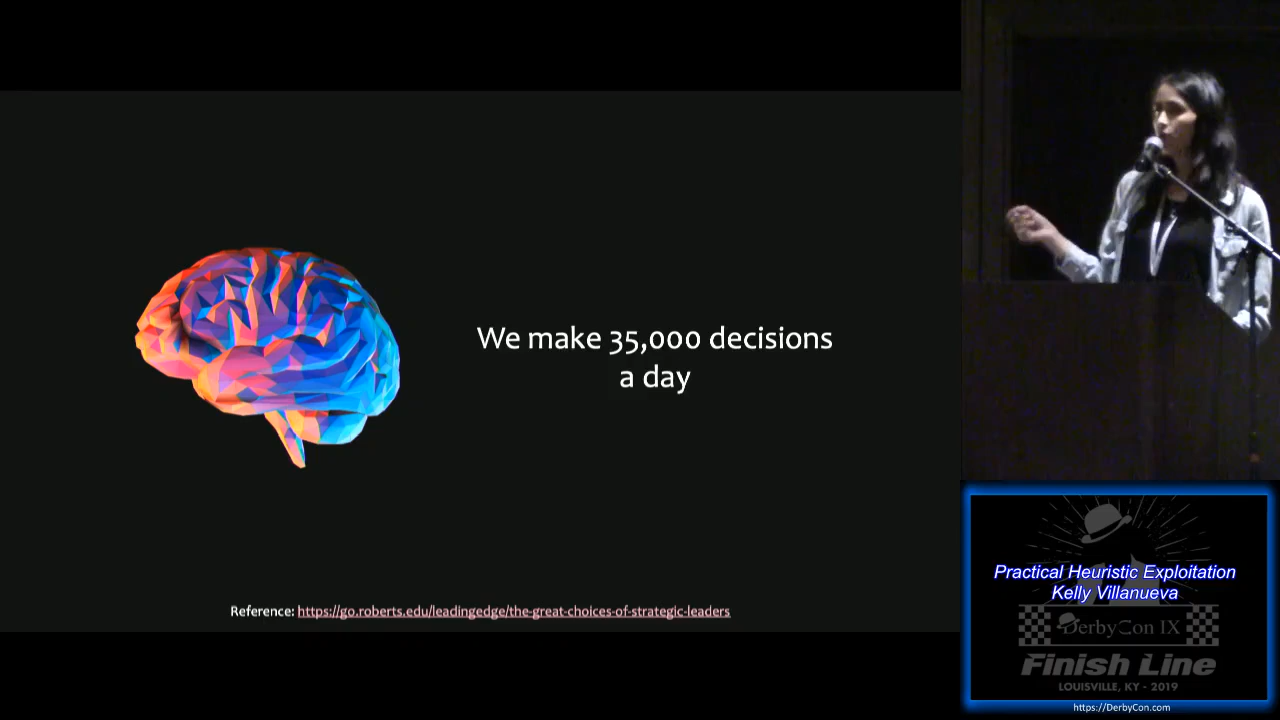 We make 35,000 decisions
a day
Reference: https://go.roberts.edu/leadingedge/the-great-choices-of-strategic-leaders
Practical Heuristic Exploitation
Kelly Villanueva
DerbyCon IX
Finish Line
LOUISVILLE, KY - 2019
https://DerbyCon.com